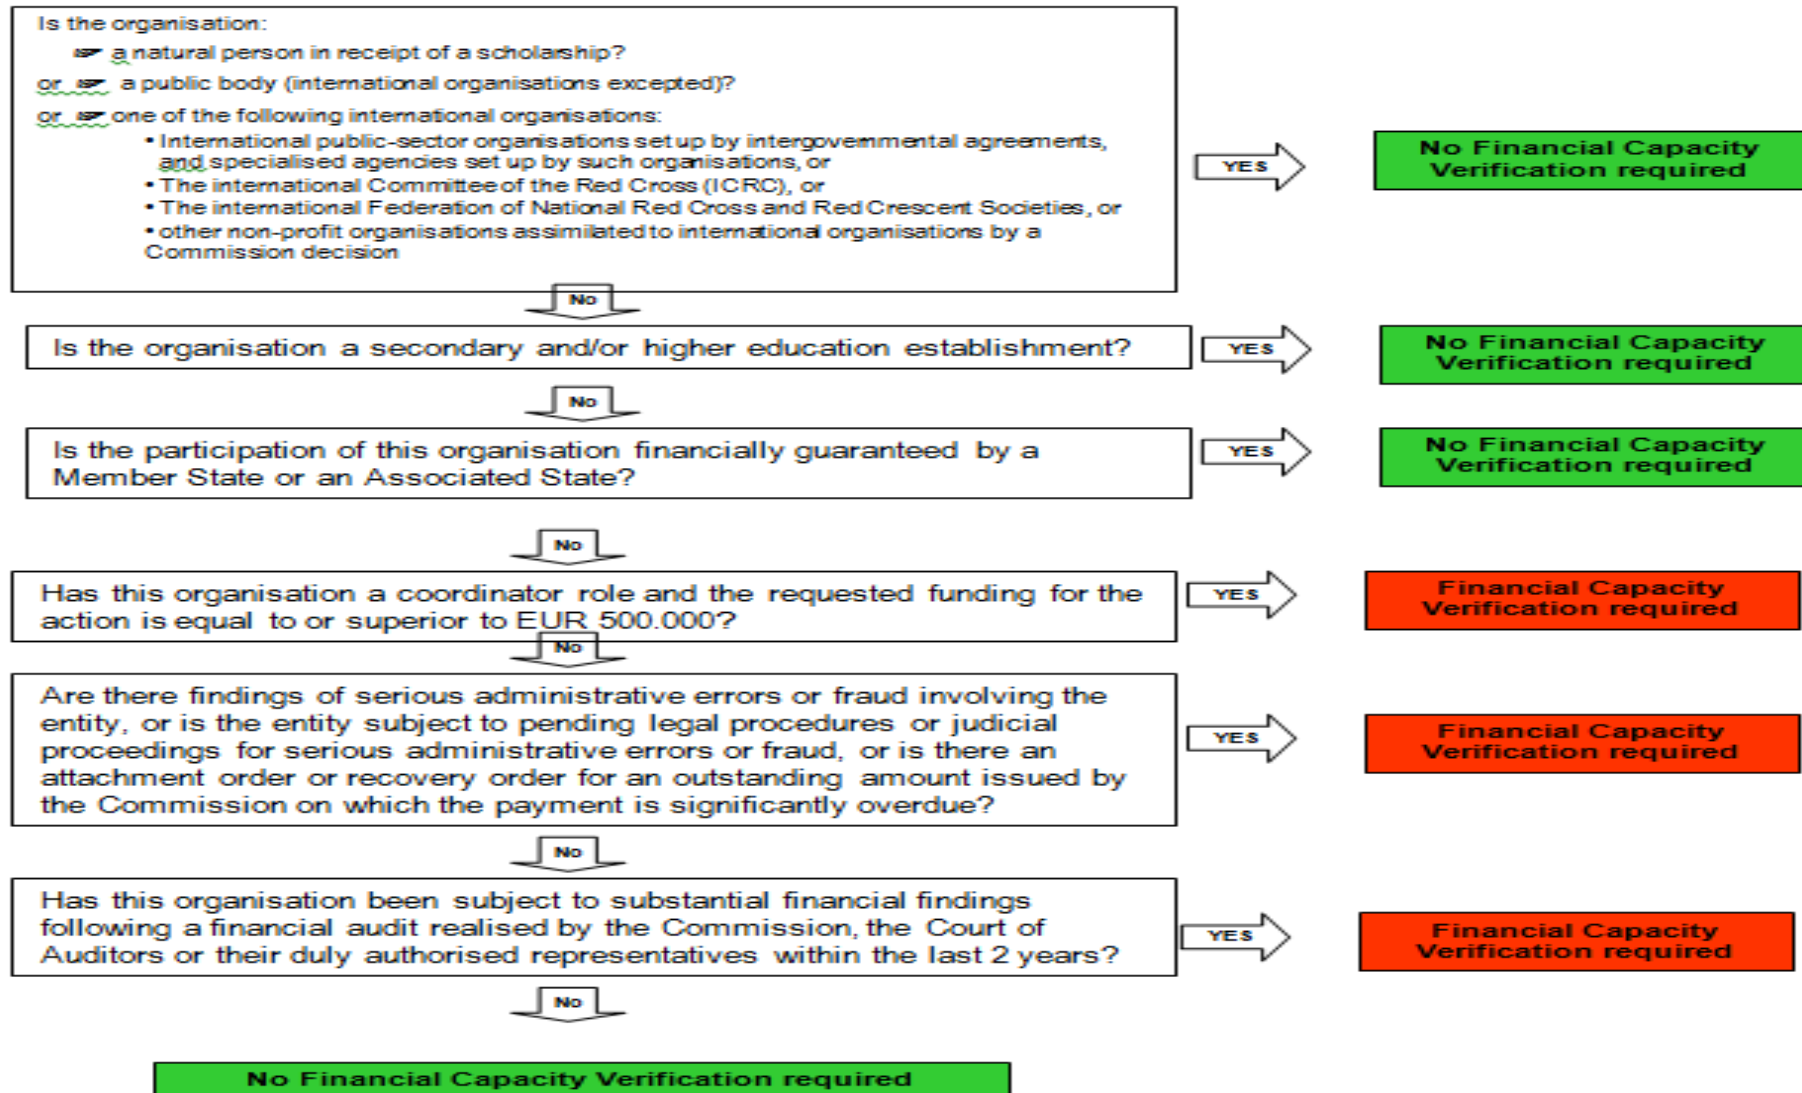 Is the organisation:
☞ a natural person in receipt of a scholarship?
or ☞ a public body (international organisations excepted)?
or ☞ one of the following international organisations:
• International public-sector organisations set up by intergovernmental agreements,
and specialised agencies set up by such organisations, or
• The international Committee of the Red Cross (ICRC), or
• The international Federation of National Red Cross and Red Crescent Societies, or
• other non-profit organisations assimilated to international organisations by a
Commission decision
YES
No Financial Capacity
Verification required
No
Is the organisation a secondary and/or higher education establishment?
YES
No Financial Capacity
Verification required
No
Is the participation of this organisation financially guaranteed by a
Member State or an Associated State?
YES
No Financial Capacity
Verification required
No
Has this organisation a coordinator role and the requested funding for the
action is equal to or superior to EUR 500.000?
YES
Financial Capacity
Verification required
No
Are there findings of serious administrative errors or fraud involving the
entity, or is the entity subject to pending legal procedures or judicial
proceedings for serious administrative errors or fraud, or is there an
attachment order or recovery order for an outstanding amount issued by
the Commission on which the payment is significantly overdue?
YES
Financial Capacity
Verification required
No
Has this organisation been subject to substantial financial findings
following a financial audit realised by the Commission, the Court of
Auditors or their duly authorised representatives within the last 2 years?
YES
Financial Capacity
Verification required
No
No Financial Capacity Verification required